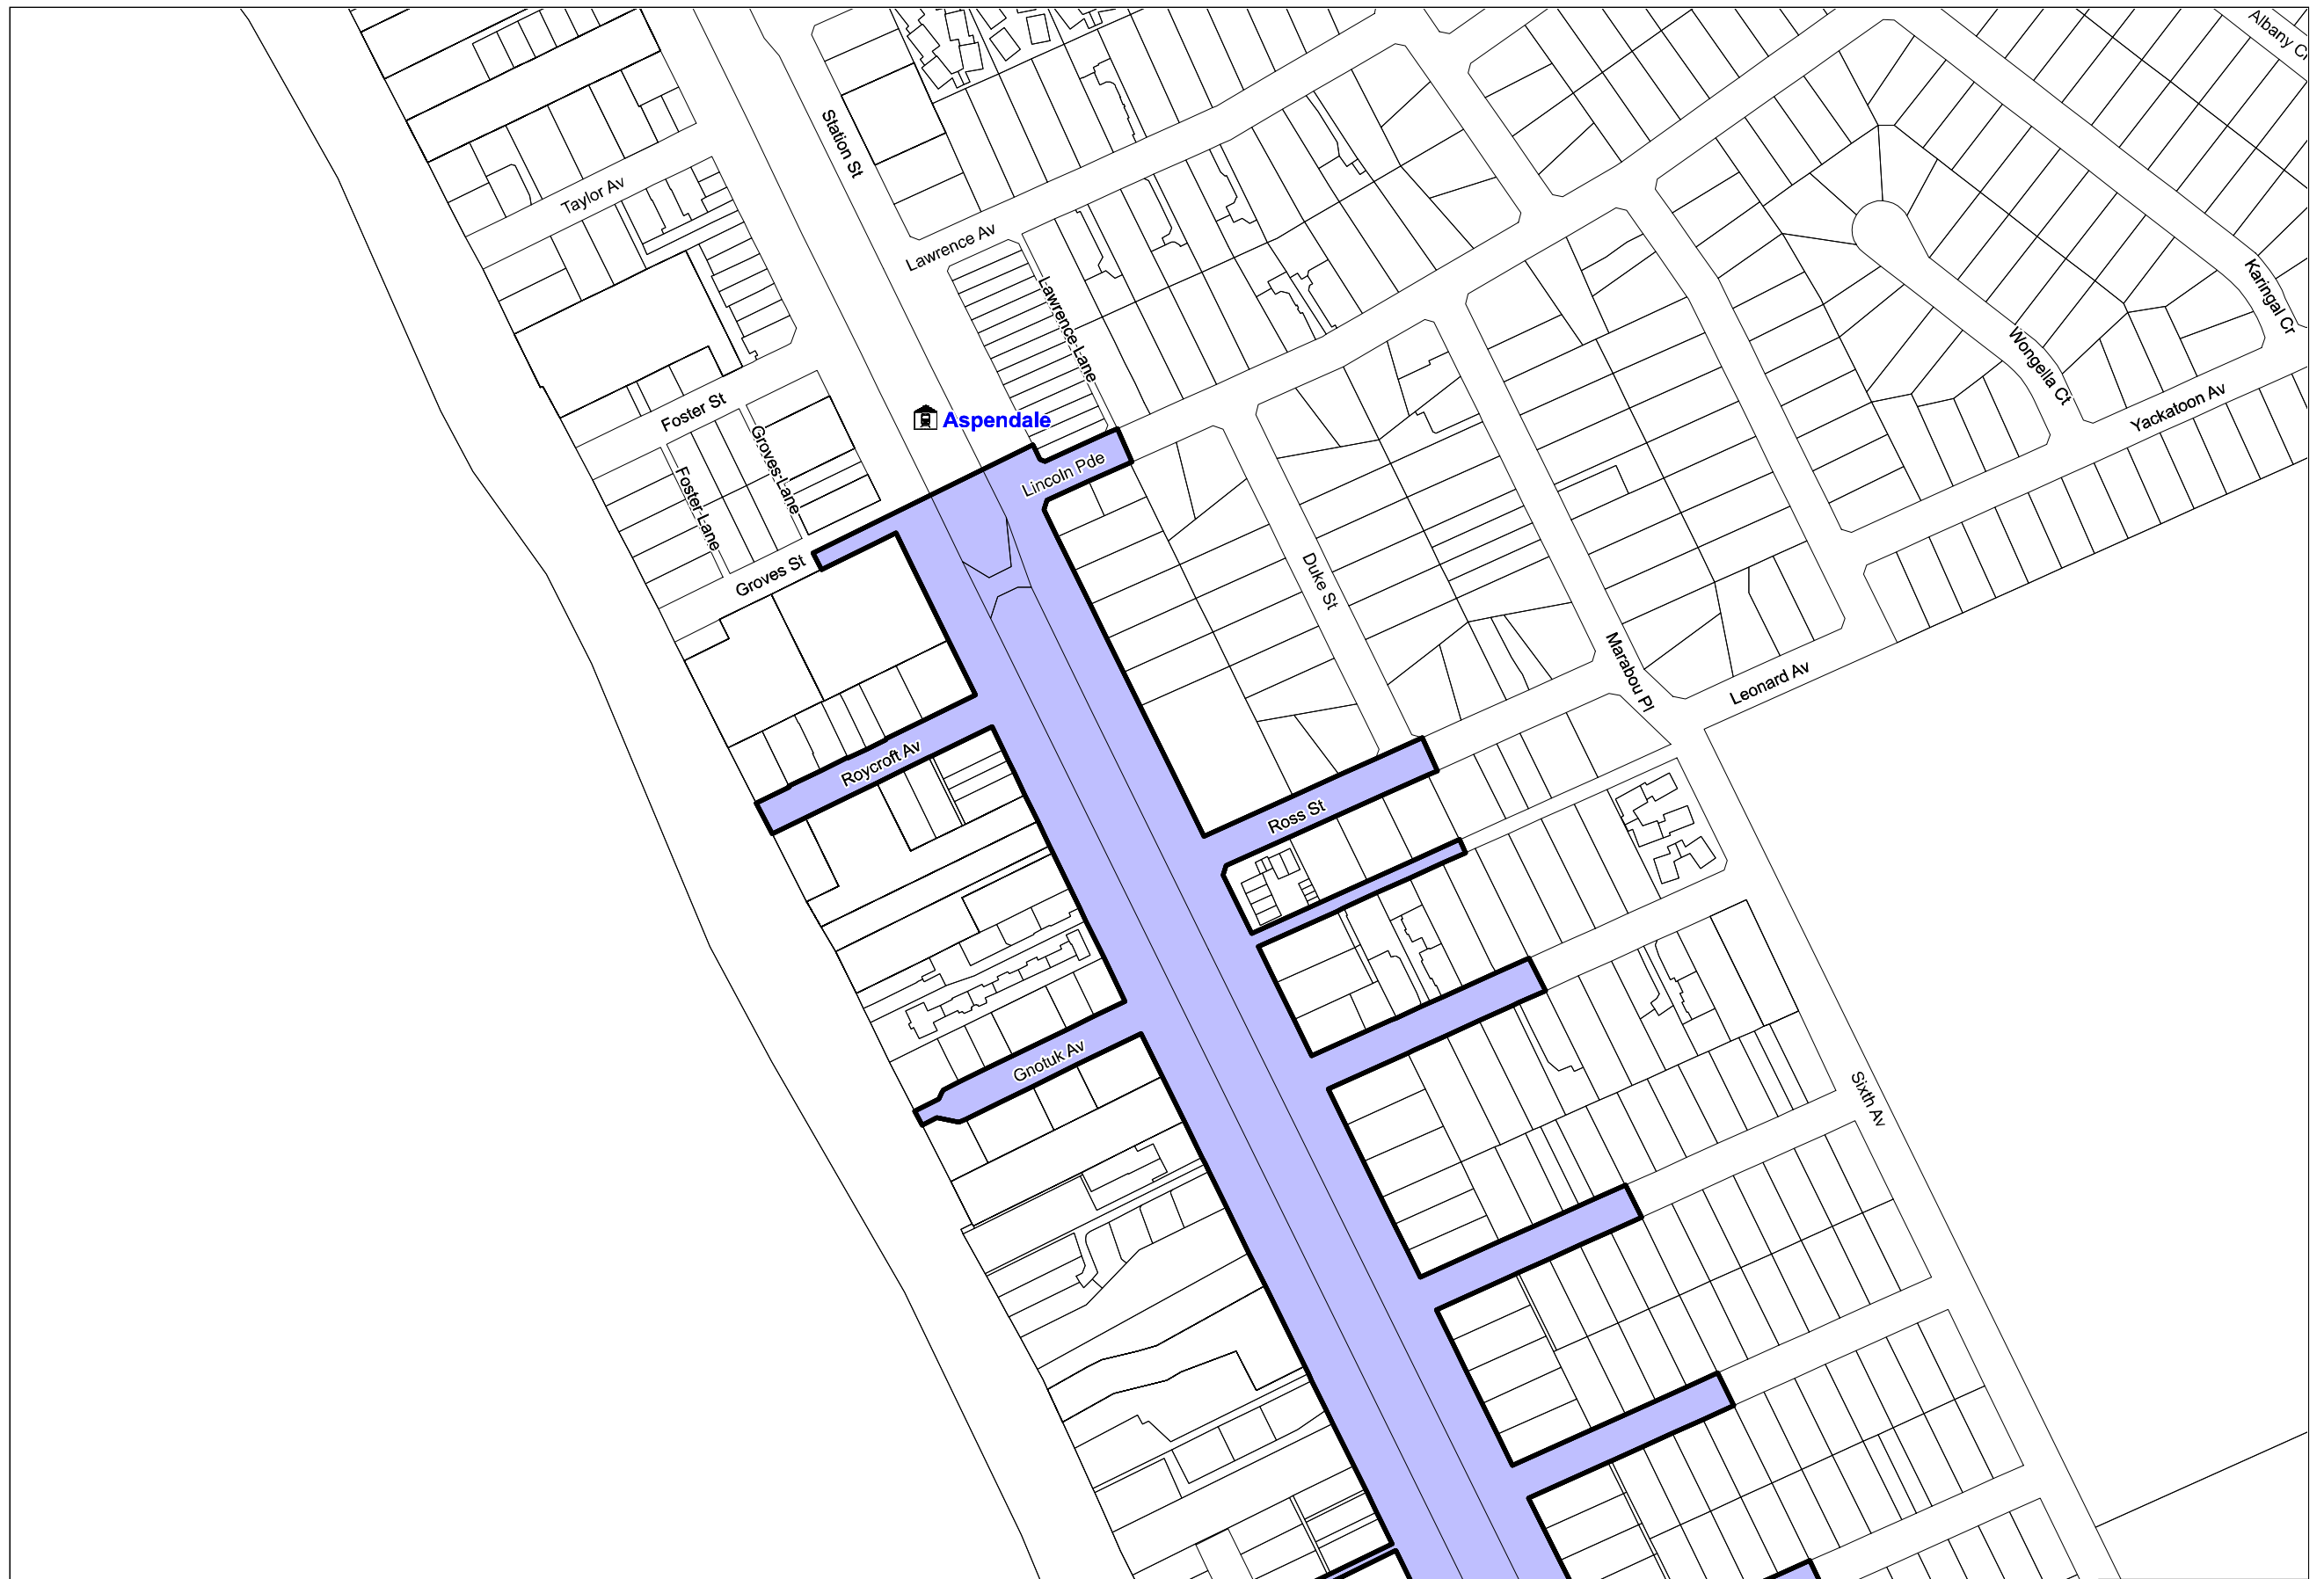 Albany Cr
Station St
Taylor Av
Lawrence Av
Karingal Cr
Lawrence Lane
Wongella Ct
Yackatoon Av
Foster St
Aspendale
Groves Lane
Lincoln Pde
Foster Lane
Groves St
Duke St
Marabou Pl
Leonard Av
Roycroft Av
Ross St
Gnotuk Av
Sixth Av